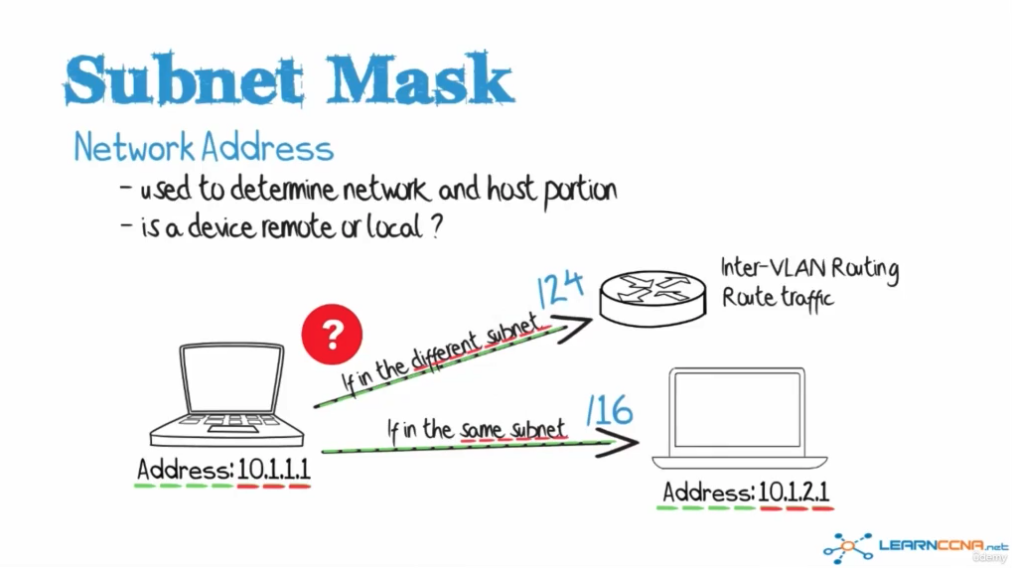 Subnet Mask
Network Address
- used to determine network and host portion
- is a device remote or local ?
/24
Inter-VLAN Routing
Route traffic
?
If in the different subnet
If in the same subnet
/16
Address: 10.1.1.1
Address: 10.1.2.1
LEARNCCNA.net
ûdemy